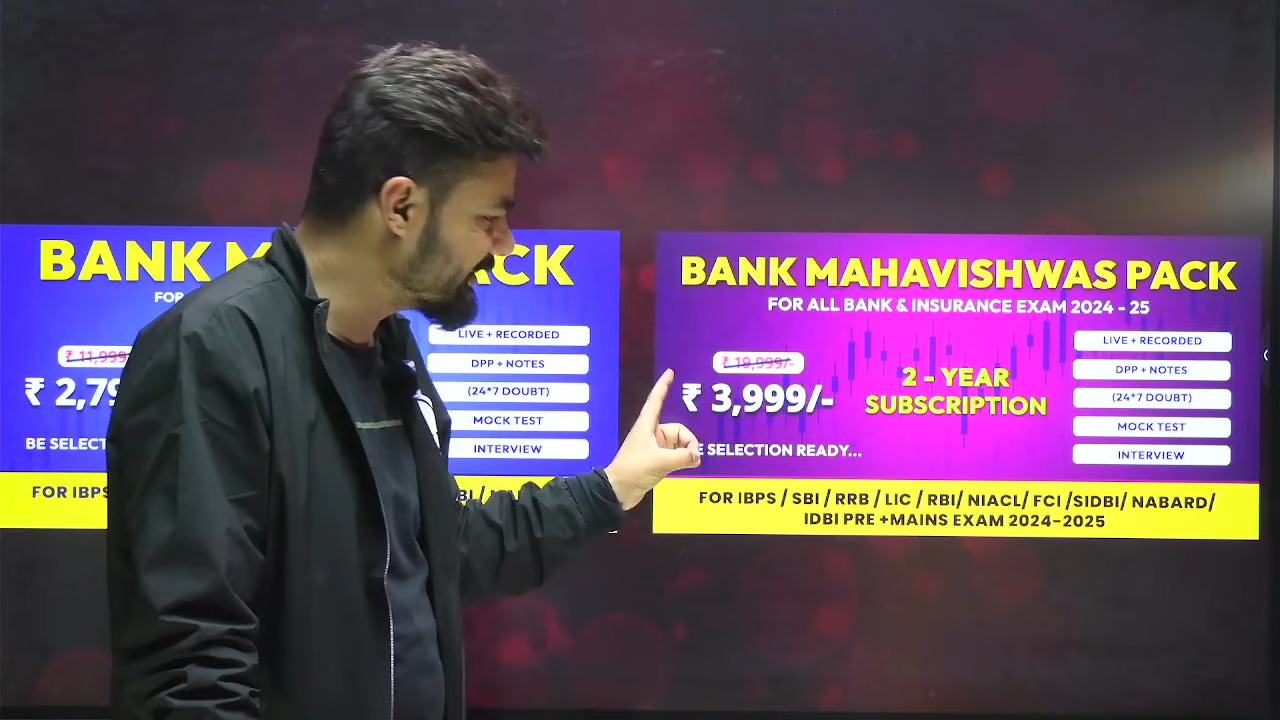 BANK M
ACK
FOR
₹ 11,999
₹ 2,79
BE SELECT
LIVE + RECORDED
DPP + NOTES
(24*7 DOUBT)
MOCK TEST
INTERVIEW
FOR IBPS
BANK MAHAVISHWAS PACK
FOR ALL BANK & INSURANCE EXAM 2024 - 25
₹ 19,999/-
₹ 3,999/-
2 - YEAR
SUBSCRIPTION
SELECTION READY...
LIVE + RECORDED
DPP + NOTES
(24*7 DOUBT)
MOCK TEST
INTERVIEW
FOR IBPS / SBI / RRB / LIC / RBI/ NIACL/ FCI /SIDBI/ NABARD/
IDBI PRE +MAINS EXAM 2024-2025